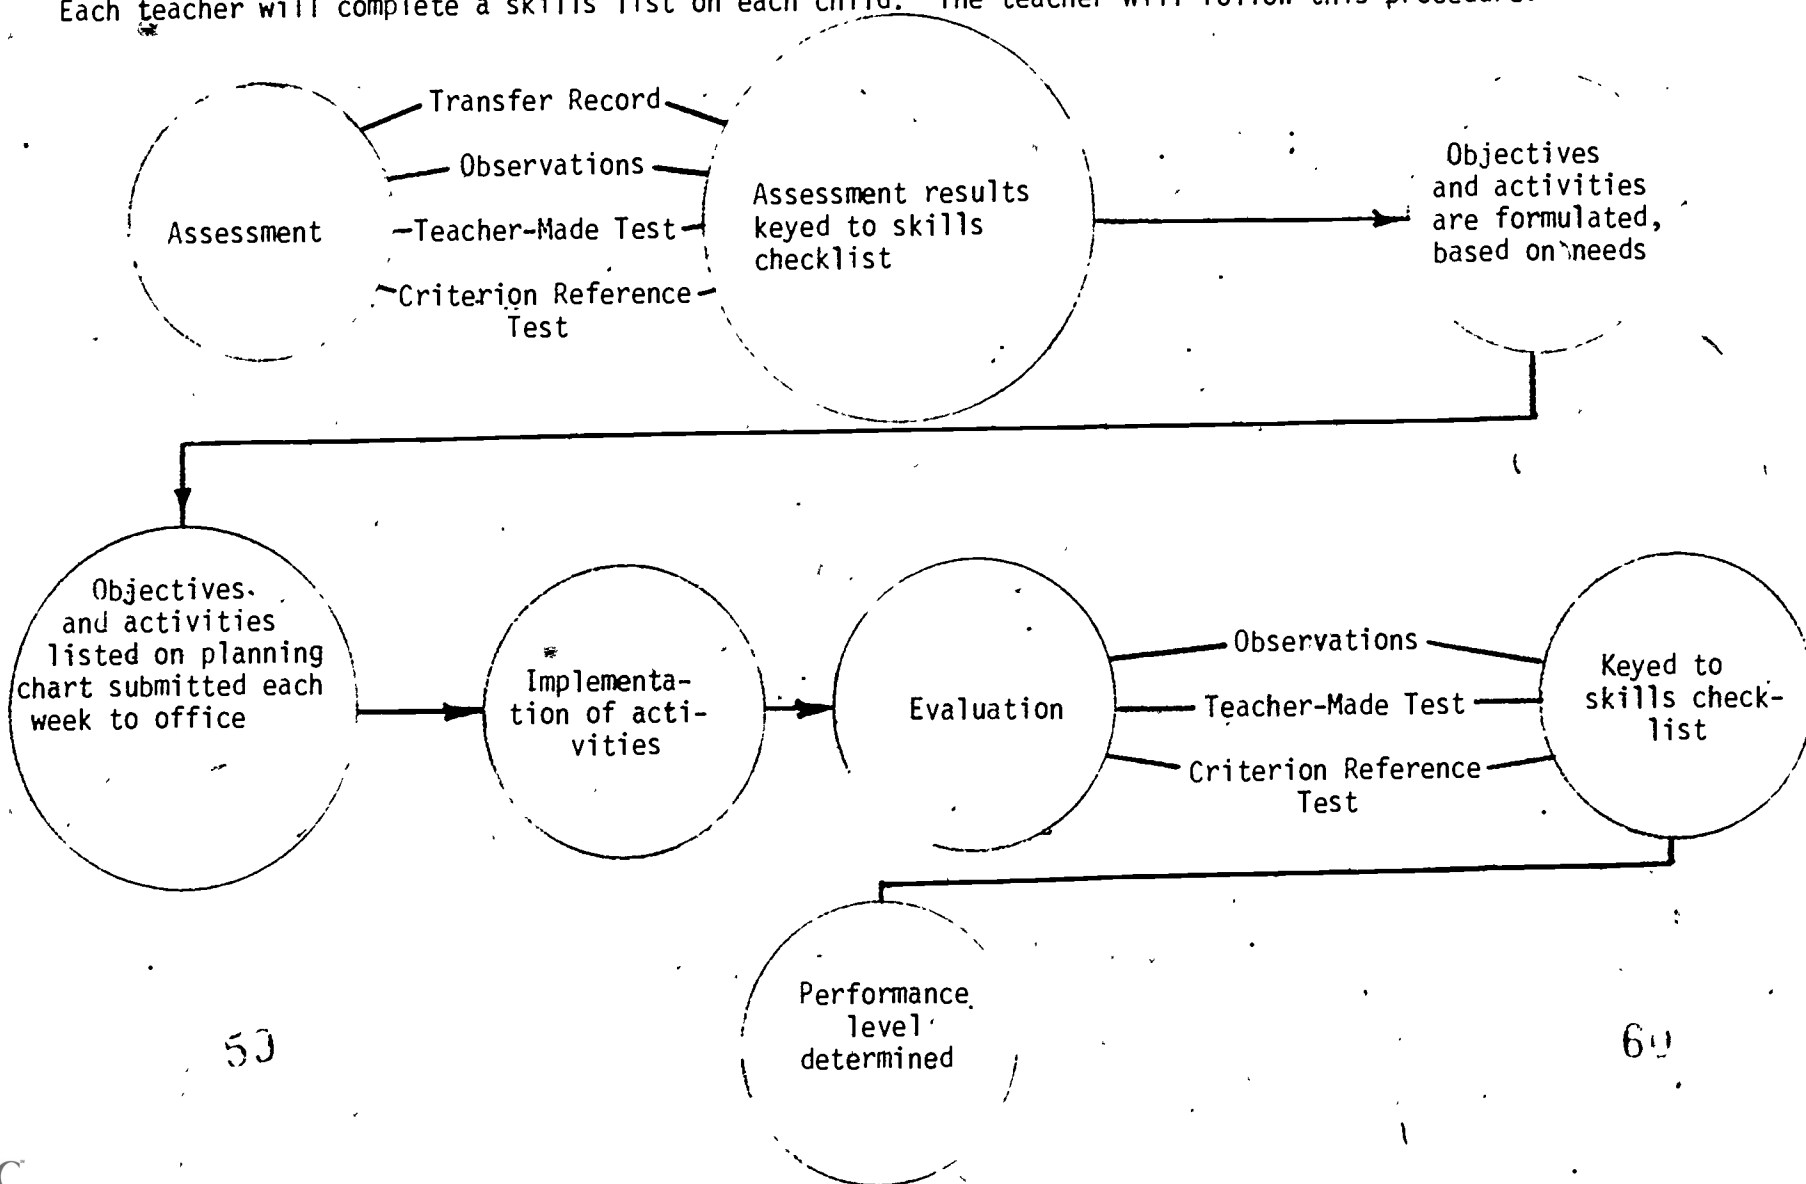 Each teacher will complete a skills list on each child. The teacher will follow this procedure:
Transfer Record
Observations
Assessment
Teacher-Made Test
Criterion Reference
Test
Assessment results
keyed to skills
checklist
Objectives
and activities
are formulated,
based on needs
Objectives
and activities
listed on planning
chart submitted each
week to office
Implementa-
tion of acti-
vities
Evaluation
Observations
Teacher-Made Test
Criterion Reference
Test
Keyed to
skills check-
list
Performance
level
determined
60